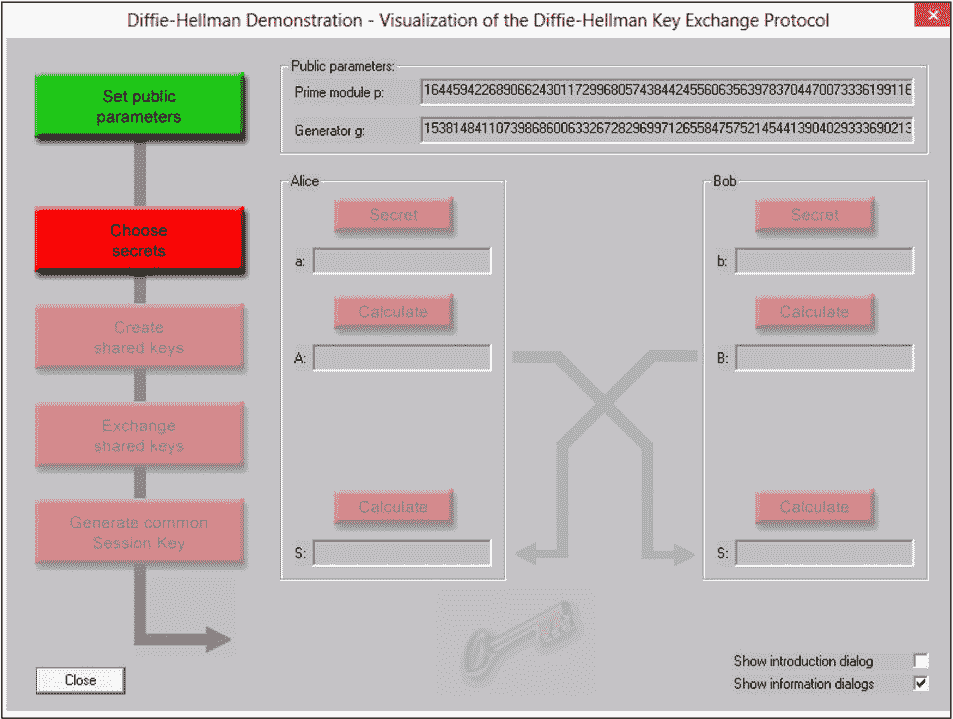 Diffie-Hellman Demonstration - Visualization of the Diffie-Hellman Key Exchange Protocol
Set public
parameters
Public parameters:
Prime module p: 16445942268906624301172996805743844245560635639783704470073336199116
Generator g: 15381484110739868600633267282969971265584757521454413904029333690213
Choose
secrets
Create
shared keys
Exchange
shared keys
Generate common
Session Key
Alice
Secret
a:
Calculate
A:
Calculate
S:
Bob
Secret
b:
Calculate
B:
Calculate
S:
Close
Show introduction dialog
Show information dialogs